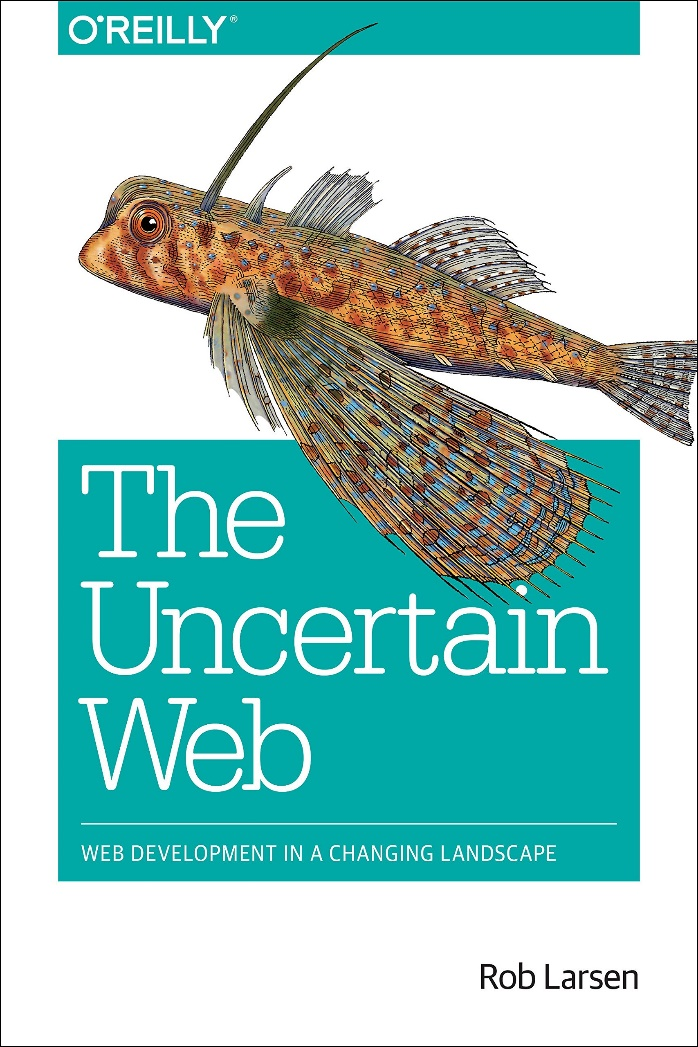 O'REILLY®
The
Uncertain
Web
WEB DEVELOPMENT IN A CHANGING LANDSCAPE
Rob Larsen